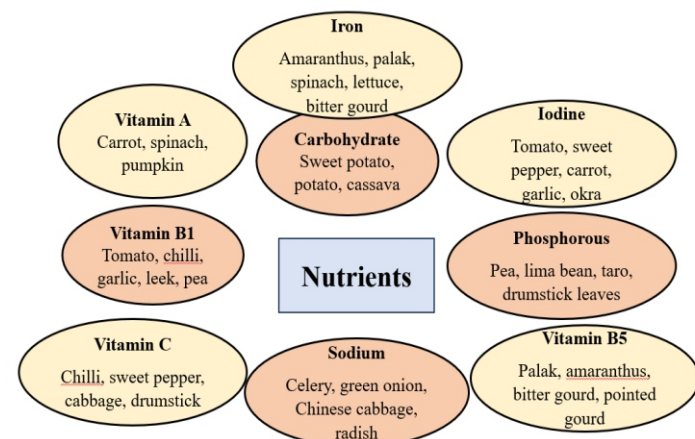 Iron
Amaranthus, palak,
spinach, lettuce,
bitter gourd
Vitamin A
Carrot, spinach,
pumpkin
Carbohydrate
Sweet potato,
potato, cassava
Iodine
Tomato, sweet
pepper, carrot,
garlic, okra
Vitamin B1
Tomato, chilli,
garlic, leek, pea
Nutrients
Phosphorous
Pea, lima bean, taro,
drumstick leaves
Vitamin C
Chilli, sweet pepper,
cabbage, drumstick
Sodium
Celery, green onion,
Chinese cabbage,
radish
Vitamin B5
Palak, amaranthus,
bitter gourd, pointed
gourd